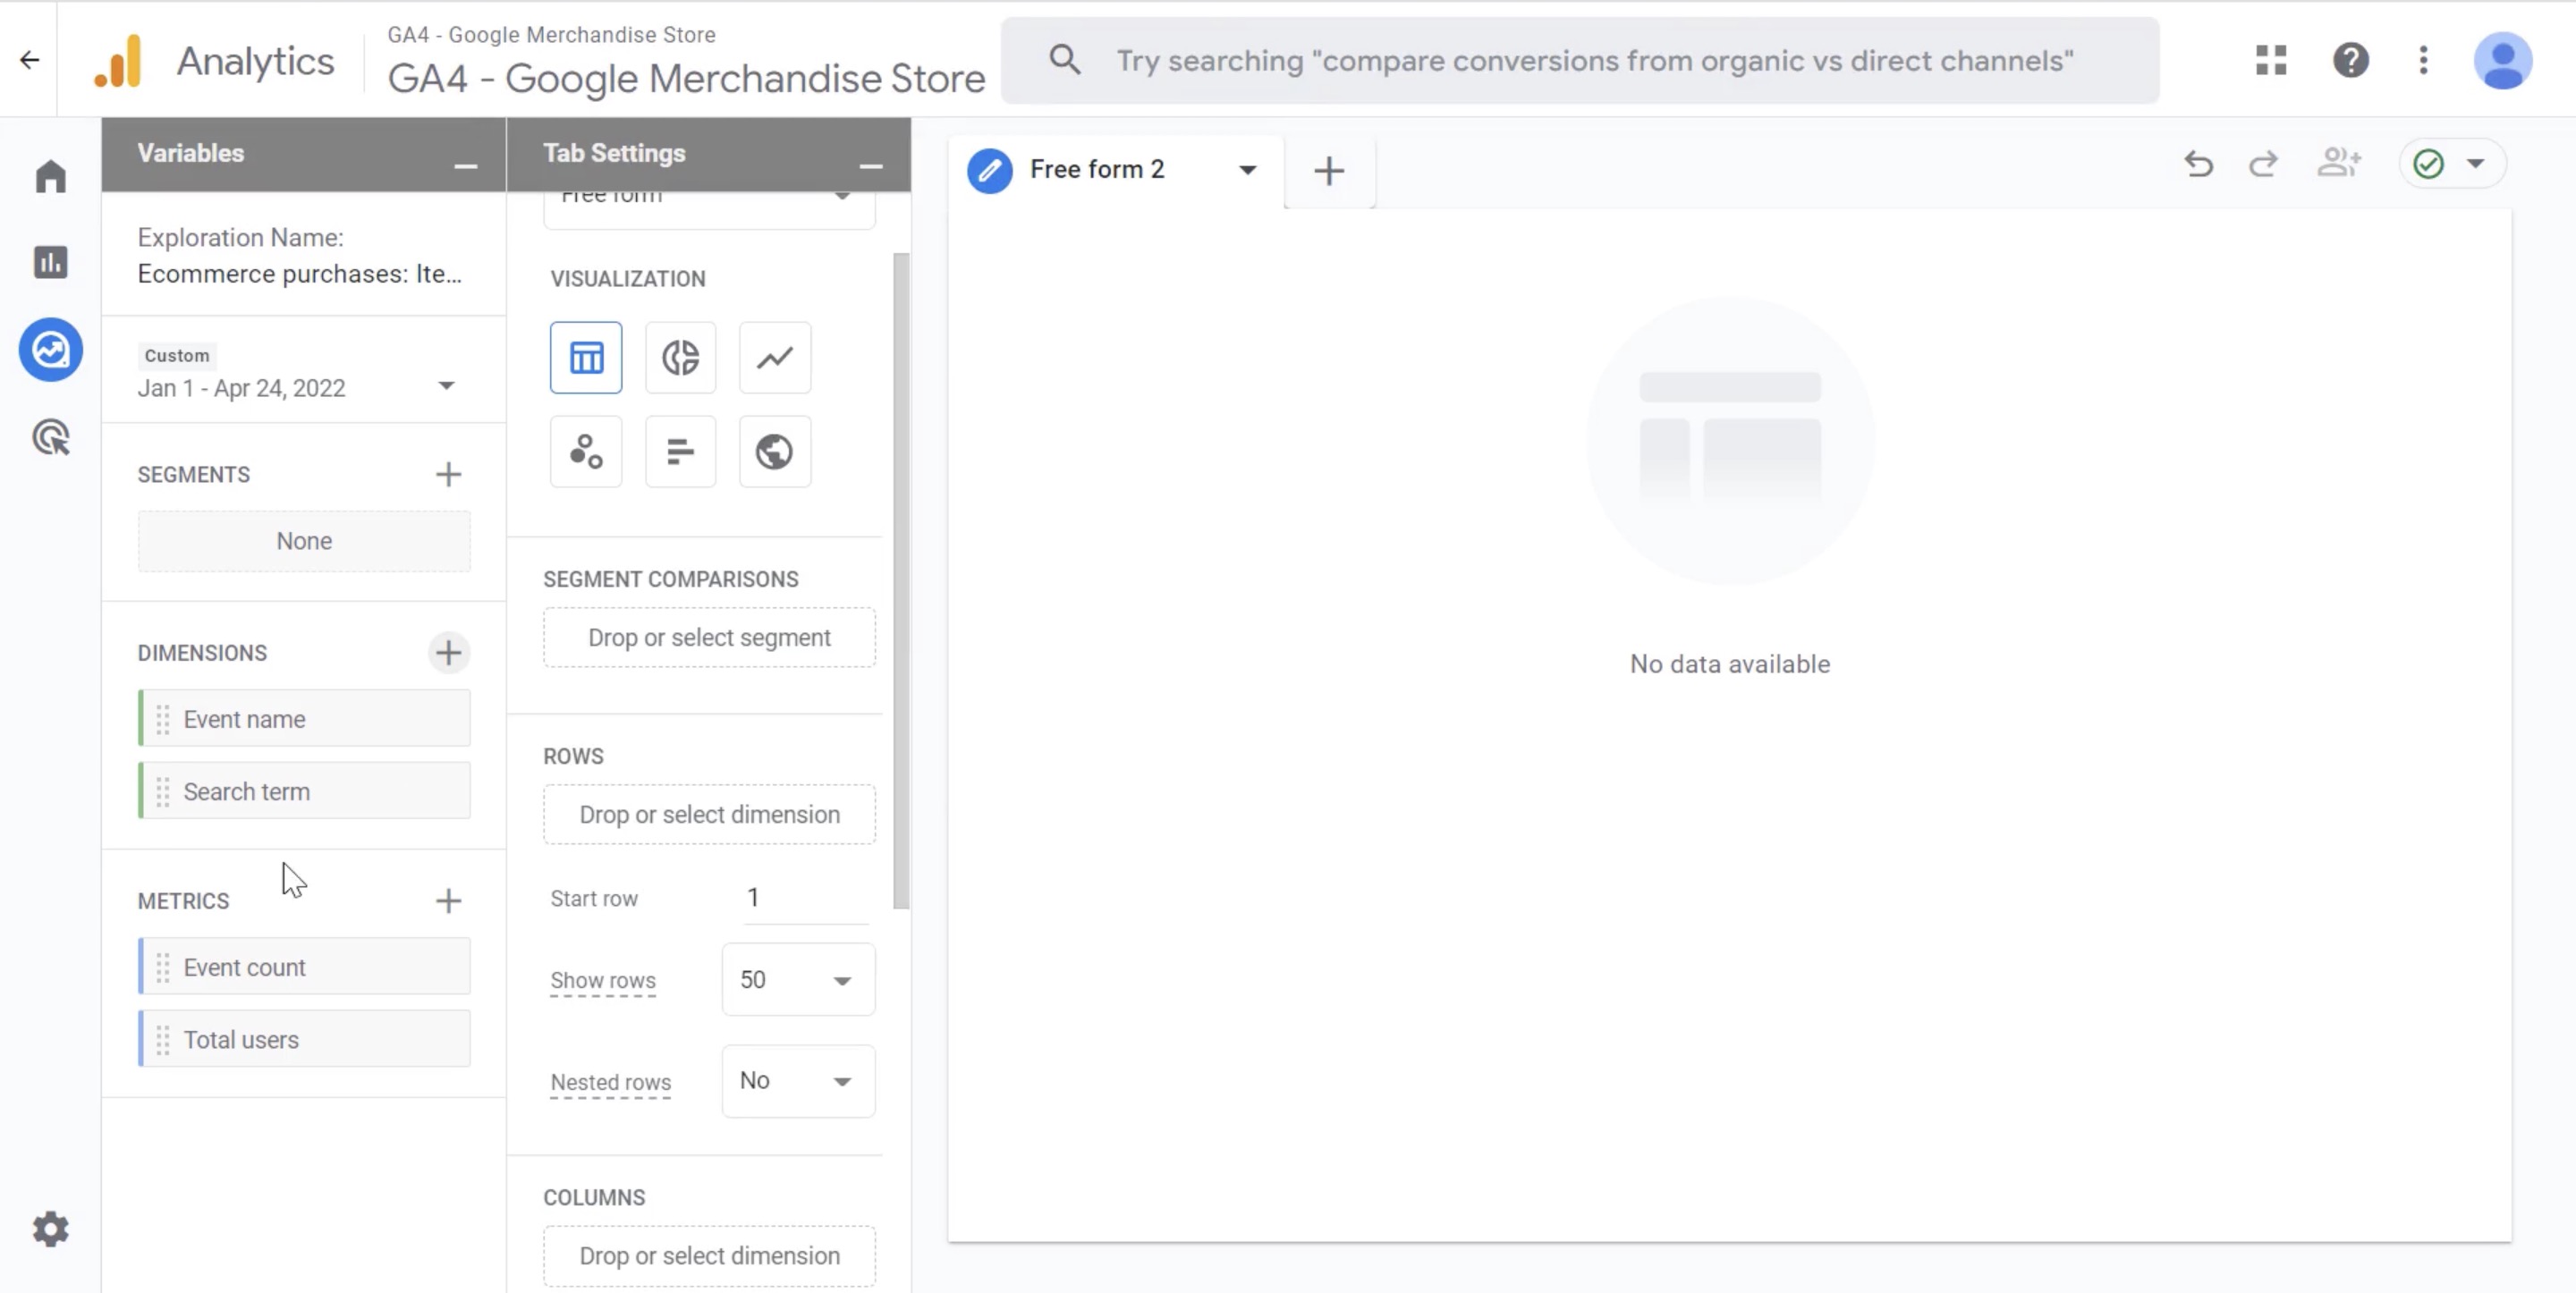 Analytics
GA4 - Google Merchandise Store
GA4 - Google Merchandise Store
Try searching "compare conversions from organic vs direct channels"
Variables
Exploration Name:
Ecommerce purchases: Ite...
Custom
Jan 1 - Apr 24, 2022
SEGMENTS
None
DIMENSIONS
Event name
Search term
METRICS
Event count
Total users
Tab Settings
Free form
VISUALIZATION
SEGMENT COMPARISONS
Drop or select segment
ROWS
Drop or select dimension
Start row 1
Show rows 50
Nested rows No
COLUMNS
Drop or select dimension
Free form 2
No data available